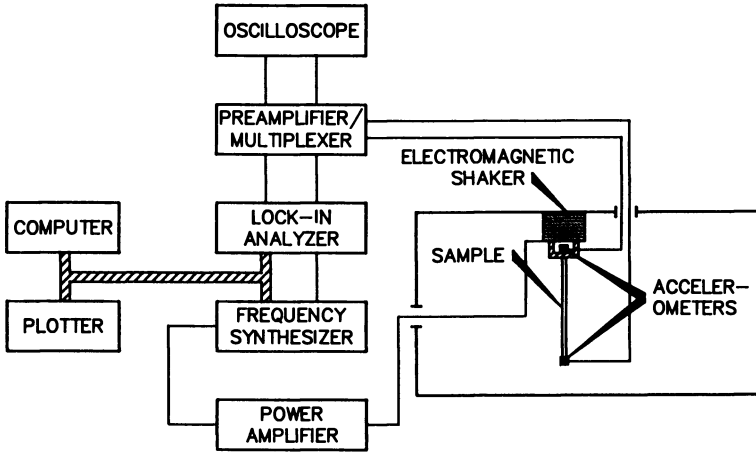 OSCILLOSCOPE
PREAMPLIFIER/
MULTIPLEXER
ELECTROMAGNETIC
SHAKER
COMPUTER
LOCK-IN
ANALYZER
SAMPLE
ACCELER-
OMETERS
PLOTTER
FREQUENCY
SYNTHESIZER
POWER
AMPLIFIER